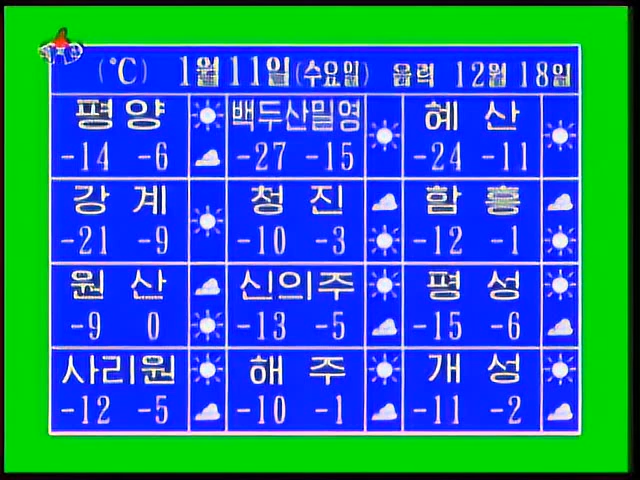 (℃) 1월 11일 (수요일) 음력 12월 18일
평양 백두산밀영 혜산
-14 -6 -27 -15 -24 -11
강계 청진 함흥
-21 -9 -10 -3 -12 -1
원산 신의주 평성
-9 0 -13 -5 -15 -6
사리원 해주 개성
-12 -5 -10 -1 -11 -2